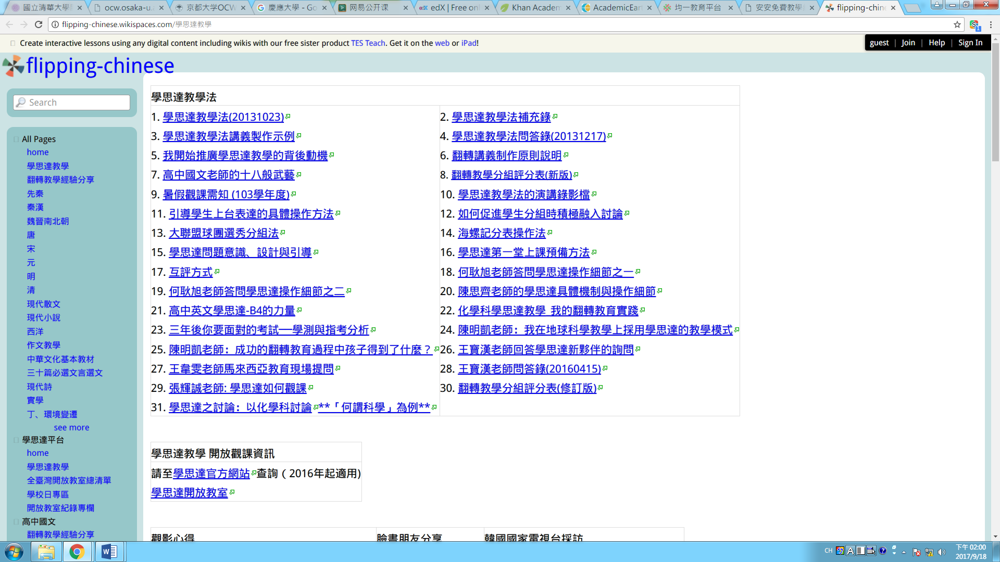 國立清華大學
ocw.osaka-u.a
京都大学OCW
慶應大學 - Go
网易公开课
edX | Free onl
Khan Academ
AcademicEar
均一教育平台
安安免費教學
flipping-chine
flipping-chinese.wikispaces.com/學思達教學
Create interactive lessons using any digital content including wikis with our free sister product TES Teach. Get it on the web or iPad!
guest | Join | Help | Sign In
flipping-chinese
Search
All Pages
home
學思達教學
翻轉教學經驗分享
先秦
秦漢
魏晉南北朝
唐
宋
元
明
清
現代散文
現代小說
西洋
作文教學
中華文化基本教材
三十篇必選文言選文
現代詩
實學
丁、環境變遷
see more
學思達平台
home
學思達教學
全臺灣開放教室總清單
學校日專區
開放教室紀錄專欄
高中國文
翻轉教學經驗分享
學思達教學法
1. 學思達教學法(20131023)
2. 學思達教學法補充錄
3. 學思達教學法講義製作示例
4. 學思達教學法問答錄(20131217)
5. 我開始推廣學思達教學的背後動機
6. 翻轉講義制作原則說明
7. 高中國文老師的十八般武藝
8. 翻轉教學分組評分表(新版)
9. 暑假觀課需知 (103學年度)
10. 學思達教學法的演講錄影檔
11. 引導學生上台表達的具體操作方法
12. 如何促進學生分組時積極融入討論
13. 大聯盟球團選秀分組法
14. 海螺記分表操作法
15. 學思達問題意識、設計與引導
16. 學思達第一堂上課預備方法
17. 互評方式
18. 何耿旭老師答問學思達操作細節之一
19. 何耿旭老師答問學思達操作細節之二
20. 陳思齊老師的學思達具體機制與操作細節
21. 高中英文學思達-B4的力量
22. 化學科學思達教學_我的翻轉教育實踐
23. 三年後你要面對的考試──學測與指考分析
24. 陳明凱老師：我在地球科學教學上採用學思達的教學模式
25. 陳明凱老師：成功的翻轉教育過程中孩子得到了什麼？
26. 王寶漢老師回答學思達新夥伴的詢問
27. 王韋雯老師馬來西亞教育現場提問
28. 王寶漢老師問答錄(20160415)
29. 張輝誠老師: 學思達如何觀課
30. 翻轉教學分組評分表(修訂版)
31. 學思達之討論：以化學科討論**「何謂科學」為例**
學思達教學 開放觀課資訊
請至學思達官方網站查詢（2016年起適用)
學思達開放教室
觀影心得
臉書朋友分享
韓國國家電視台採訪
CH
下午 02:00
2017/9/18